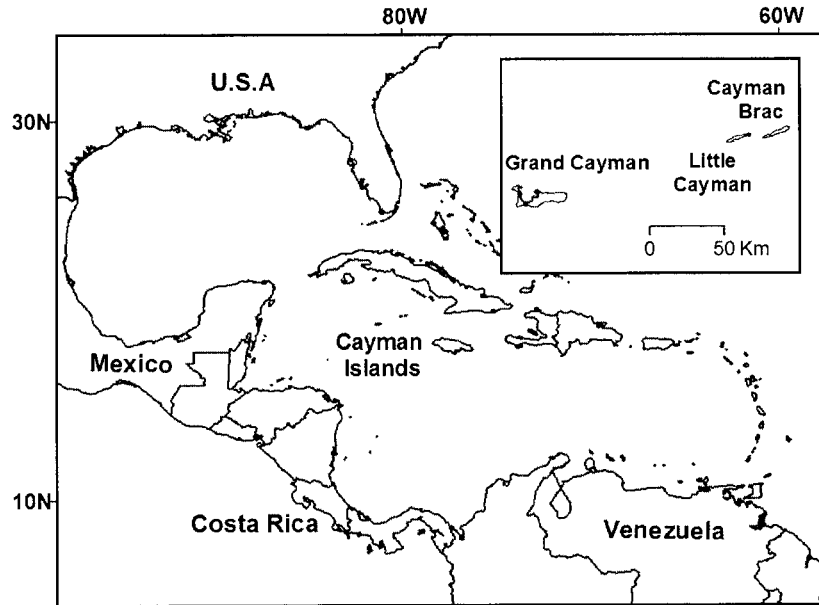 80W
60W
U.S.A
30N
Cayman
Brac
Grand Cayman
Little
Cayman
0
50 Km
Cayman
Islands
Mexico
10N
Costa Rica
Venezuela